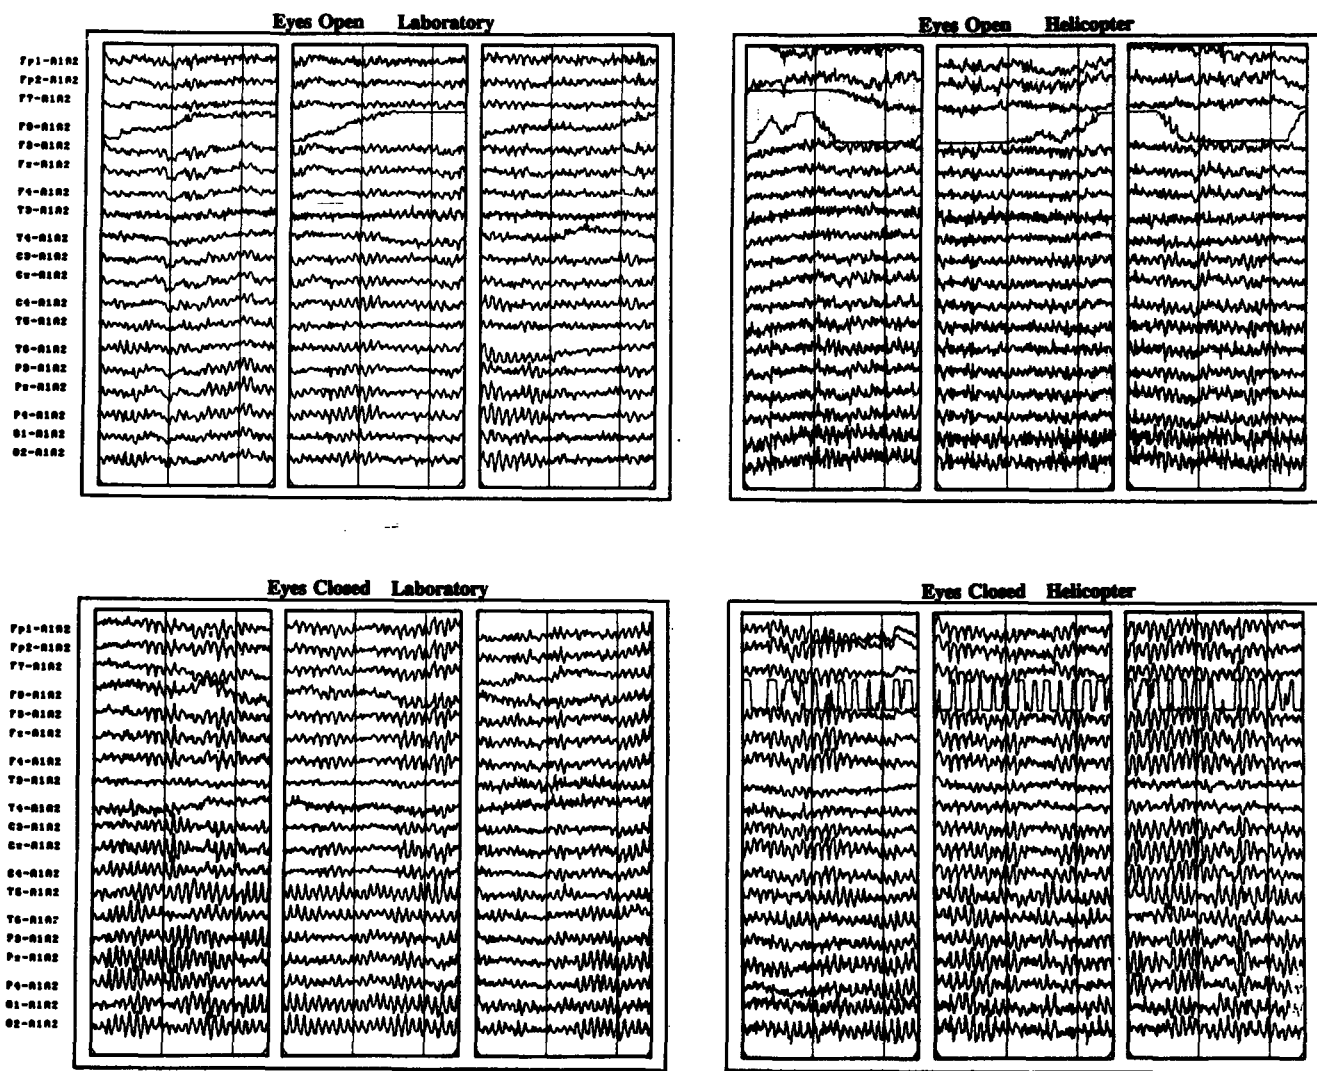 Eyes Open Laboratory
Eyes Open Helicopter
Fp1-A1A2
Fp2-A1A2
F7-A1A2
F8-A1A2
F3-A1A2
Fz-A1A2
F4-A1A2
T3-A1A2
T4-A1A2
C3-A1A2
Cz-A1A2
C4-A1A2
T5-A1A2
T6-A1A2
P3-A1A2
Pz-A1A2
P4-A1A2
O1-A1A2
O2-A1A2
Eyes Closed Laboratory
Eyes Closed Helicopter
Fp1-A1A2
Fp2-A1A2
F7-A1A2
F8-A1A2
F3-A1A2
Fz-A1A2
F4-A1A2
T3-A1A2
T4-A1A2
C3-A1A2
Cz-A1A2
C4-A1A2
T5-A1A2
T6-A1A2
P3-A1A2
Pz-A1A2
P4-A1A2
O1-A1A2
O2-A1A2